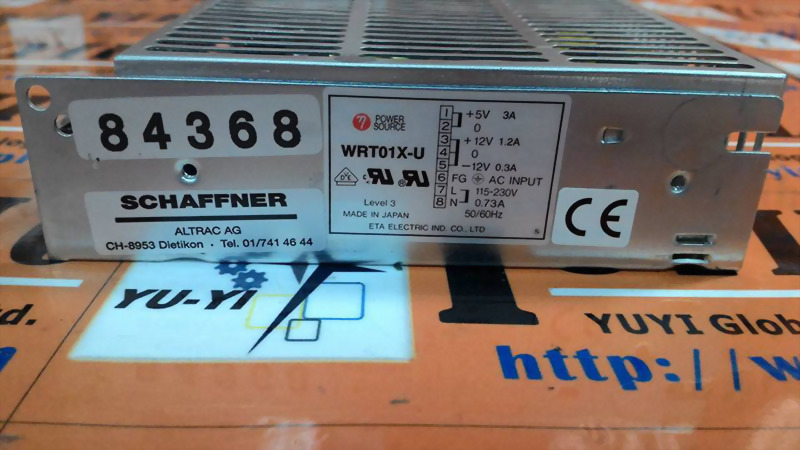 84368
SCHAFFNER
ALTRAC AG
CH-8953 Dietikon · Tel. 01/741 46 44
POWER
SOURCE
WRT01X-U
Level 3
MADE IN JAPAN
ETA ELECTRIC IND. CO., LTD
1 +5V 3A
2 0
3 +12V 1.2A
4 0
5 -12V 0.3A
6 FG AC INPUT
7 L 115-230V
8 N 0.73A
50/60Hz
CE
YU-YI
td.
YUYI Glob
http://w